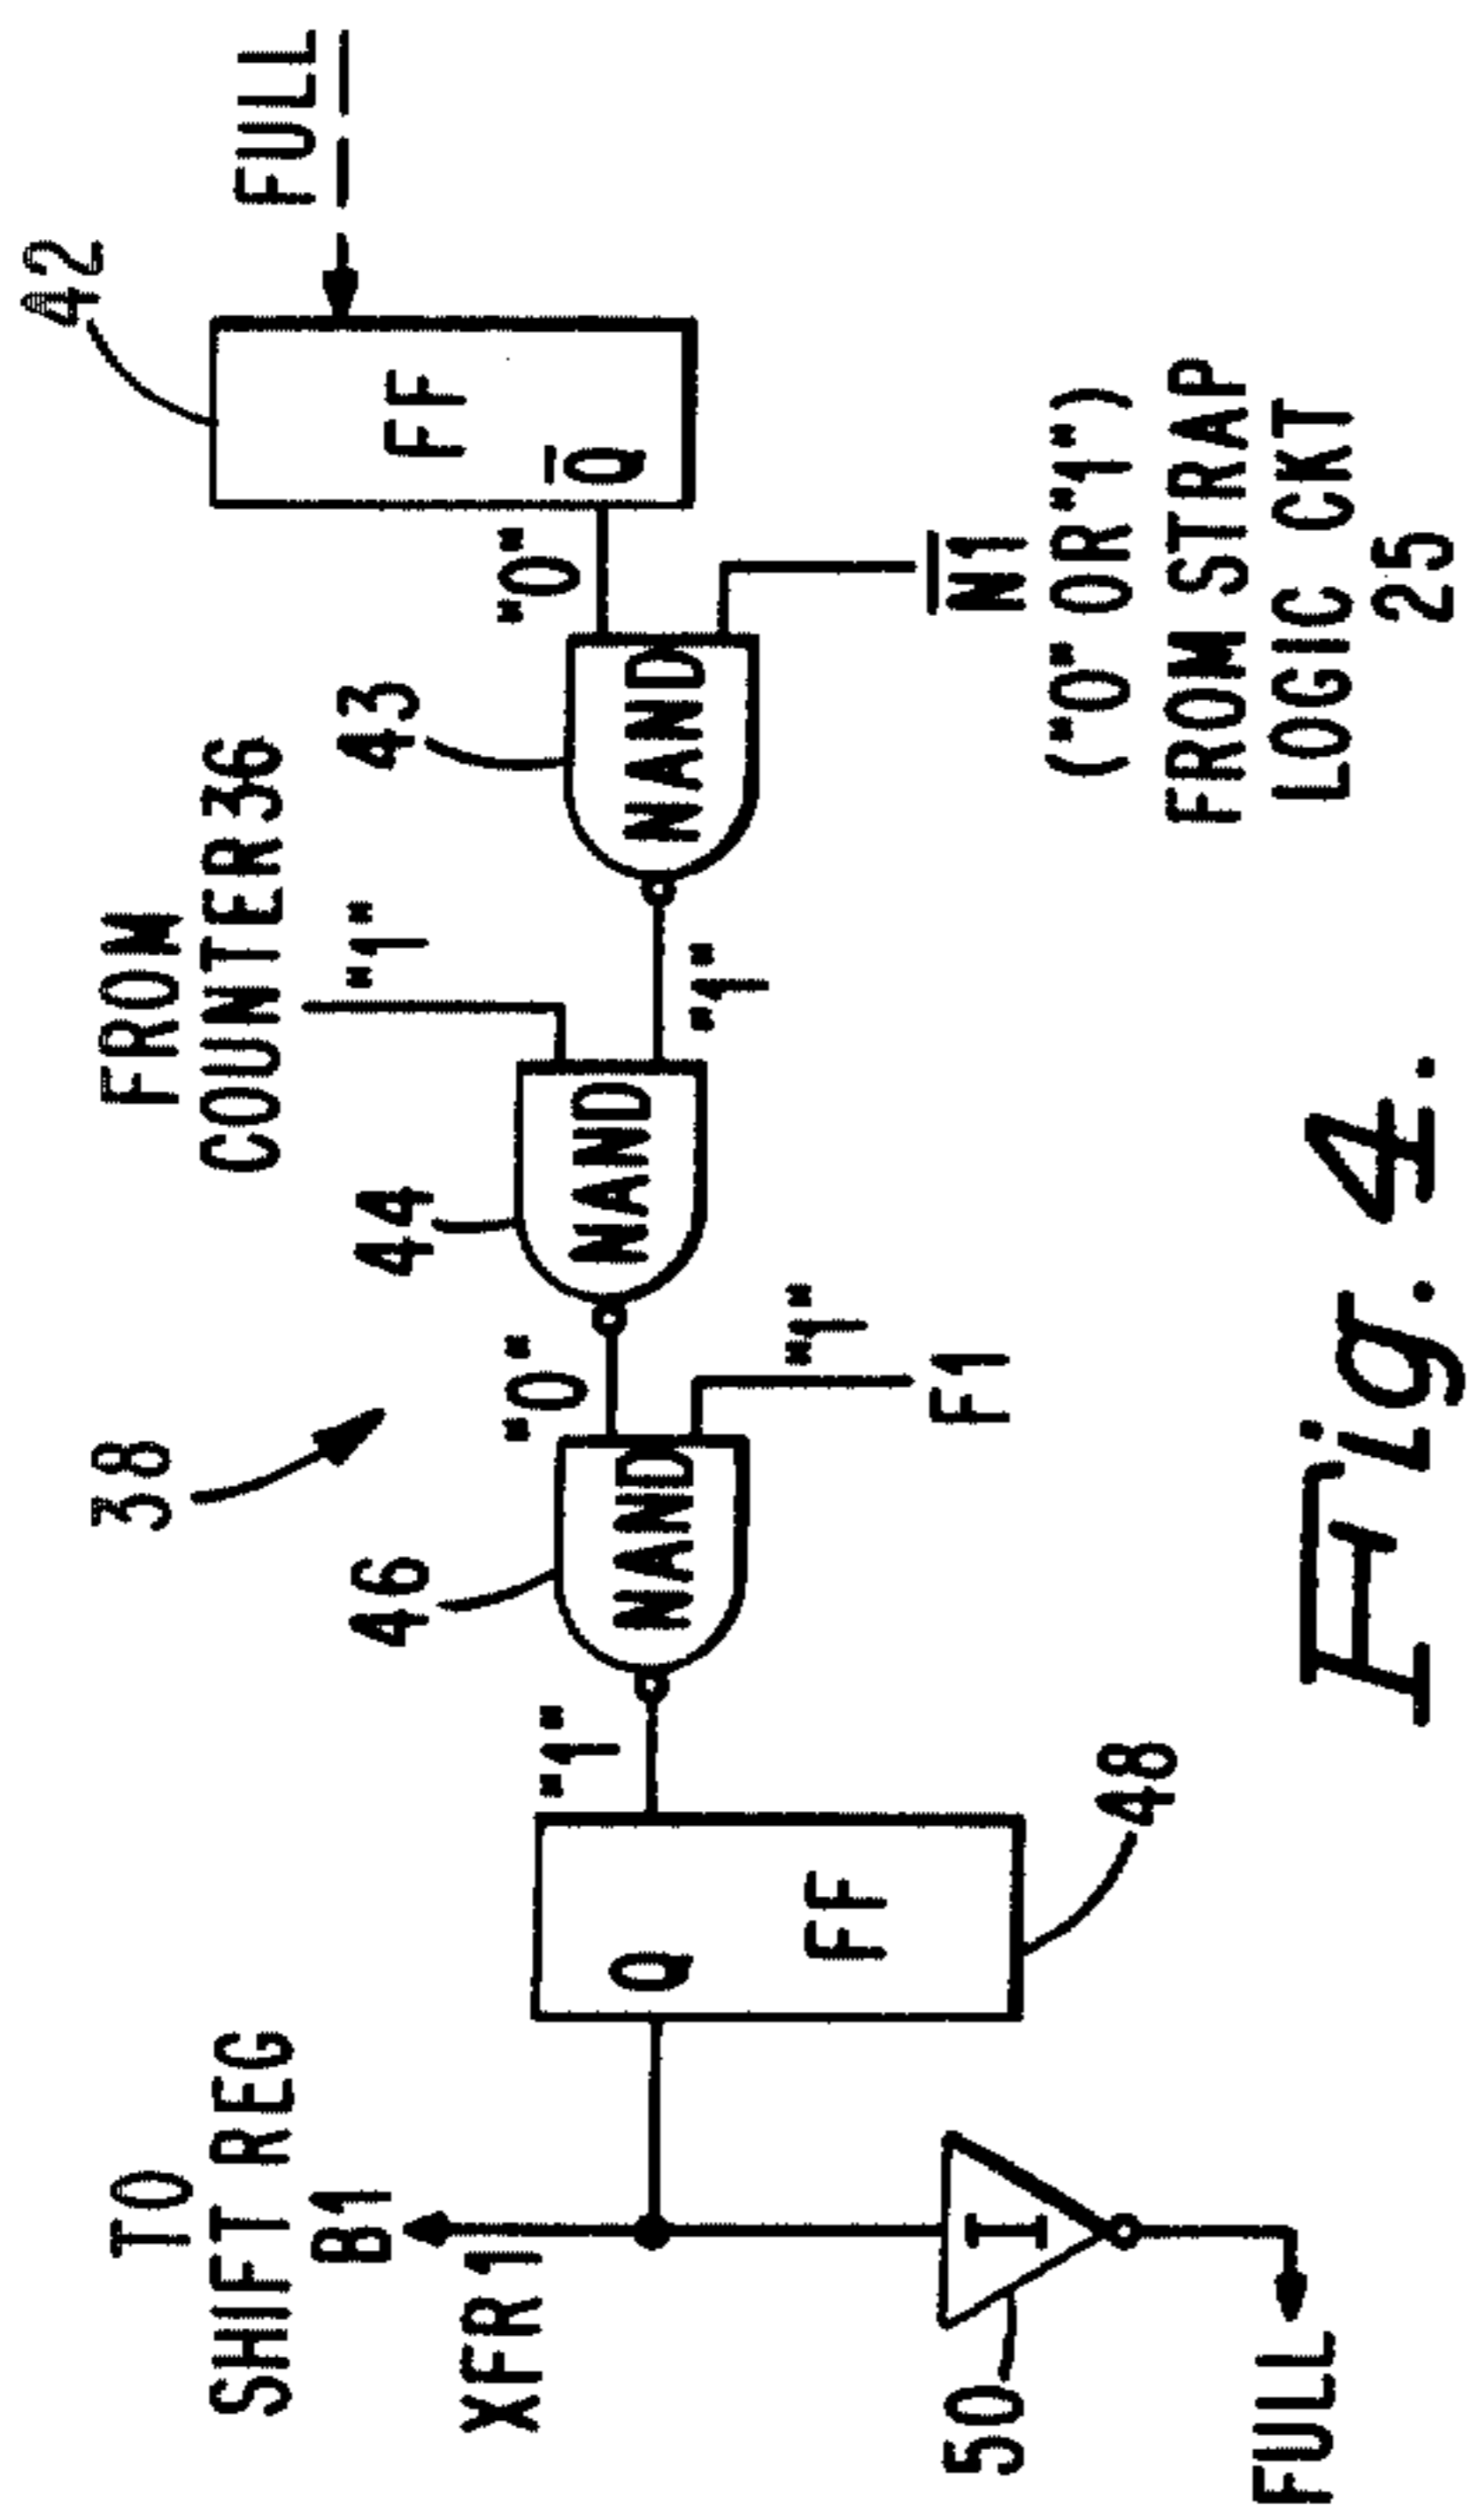 TO
SHIFT REG
B1
XFR1
50
I
FULL
Q
FF
48
"1"
46
NAND
38
"0"
"1"
F1
44
NAND
FROM
COUNTER 36
"1"
"1"
43
NAND
"0"
N̅1̅
("0" OR "1")
FROM STRAP
LOGIC CKT
25
42
FF
Q̅
FULL
Fig. 4.